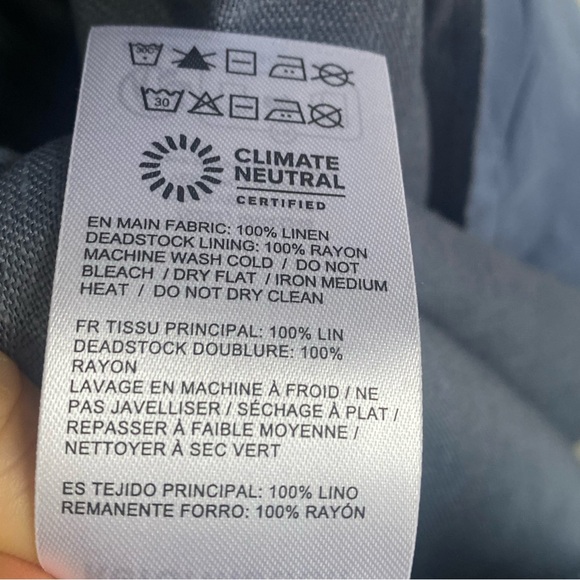 30
CLIMATE
NEUTRAL
CERTIFIED
EN MAIN FABRIC: 100% LINEN
DEADSTOCK LINING: 100% RAYON
MACHINE WASH COLD / DO NOT
BLEACH / DRY FLAT / IRON MEDIUM
HEAT / DO NOT DRY CLEAN
FR TISSU PRINCIPAL: 100% LIN
DEADSTOCK DOUBLURE: 100%
RAYON
LAVAGE EN MACHINE À FROID / NE
PAS JAVELLISER / SÉCHAGE À PLAT /
REPASSER À FAIBLE MOYENNE /
NETTOYER À SEC VERT
ES TEJIDO PRINCIPAL: 100% LINO
REMANENTE FORRO: 100% RAYÓN